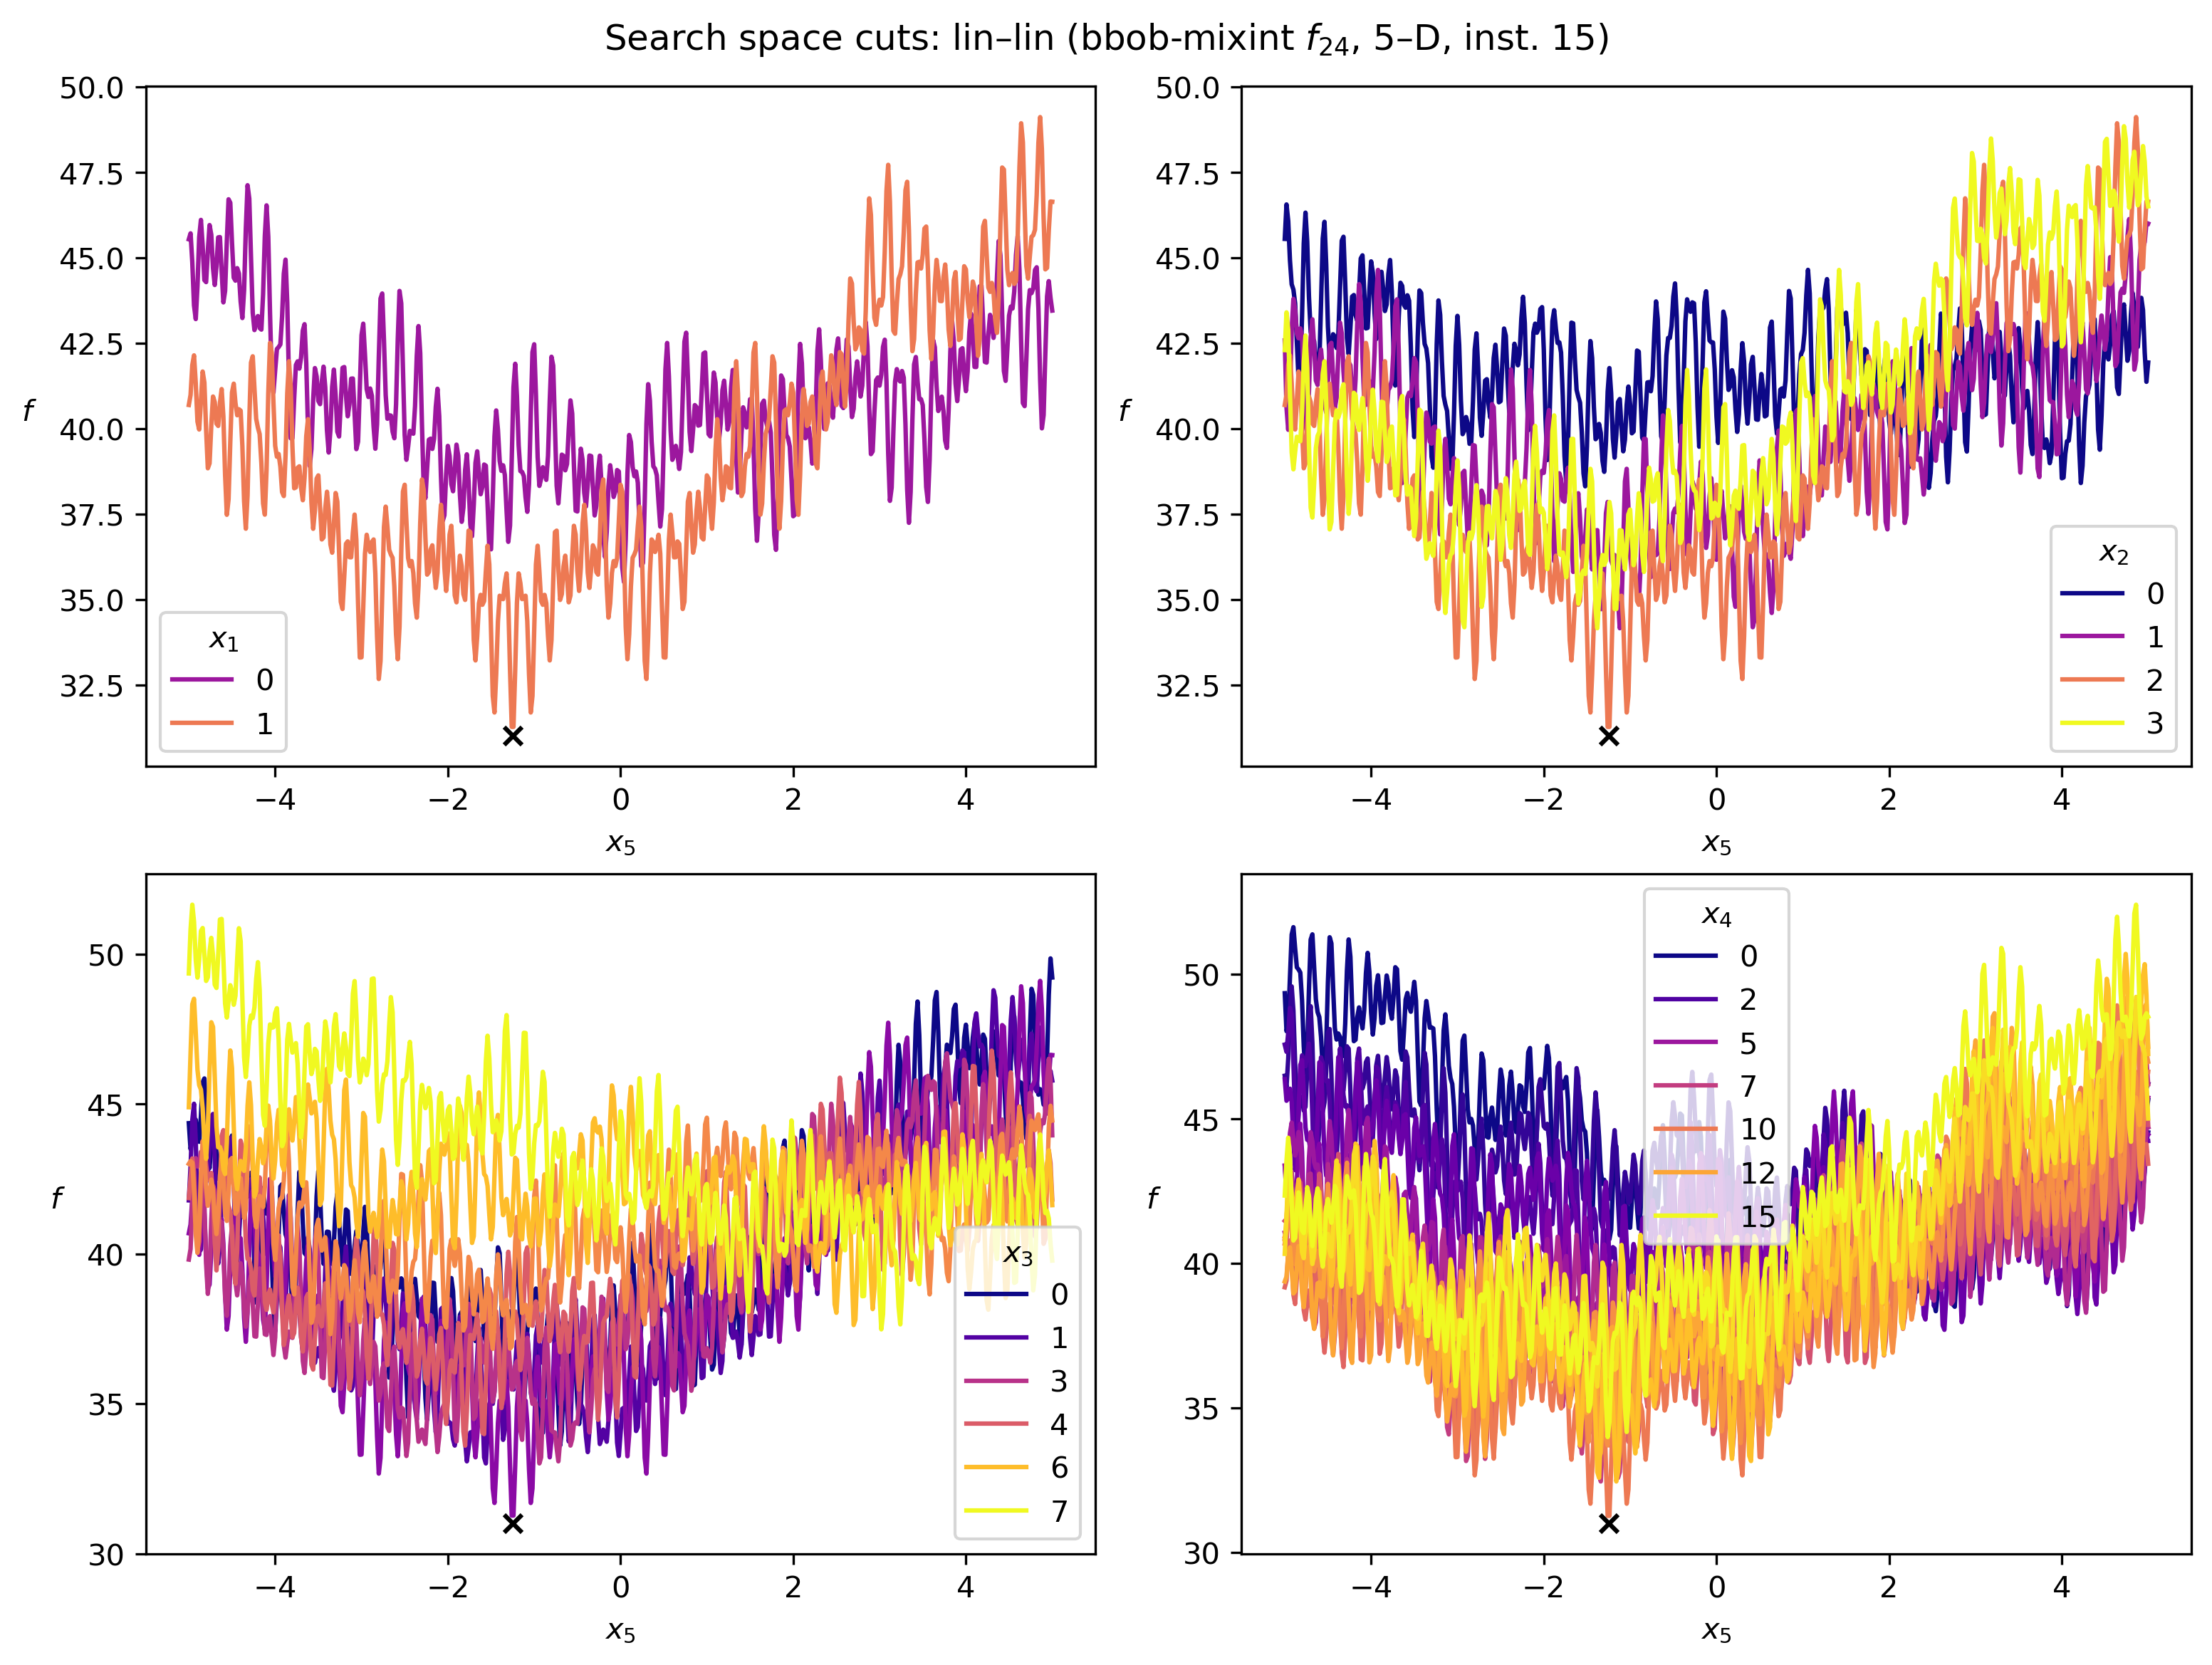 Search space cuts: lin–lin (bbob-mixint f24, 5–D, inst. 15)
50.0
47.5
45.0
42.5
40.0
37.5
35.0
32.5
f
x1
0
1
−4 −2 0 2 4
x5
50.0
47.5
45.0
42.5
40.0
37.5
35.0
32.5
f
x2
0
1
2
3
−4 −2 0 2 4
x5
50
45
40
35
30
f
x3
0
1
3
4
6
7
−4 −2 0 2 4
x5
50
45
40
35
30
f
x4
0
2
5
7
10
12
15
−4 −2 0 2 4
x5